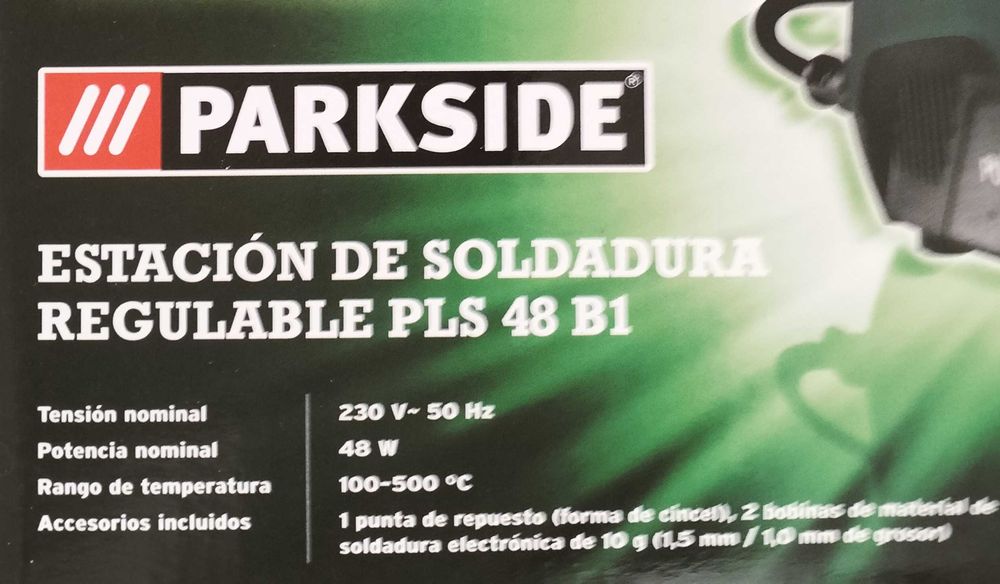 PARKSIDE®
ESTACIÓN DE SOLDADURA
REGULABLE PLS 48 B1
Tensión nominal 230 V~ 50 Hz
Potencia nominal 48 W
Rango de temperatura 100-500 ºC
Accesorios incluidos 1 punta de repuesto (forma de cincel), 2 bobinas de material de
soldadura electrónica de 10 g (1,5 mm / 1,0 mm de grosor)